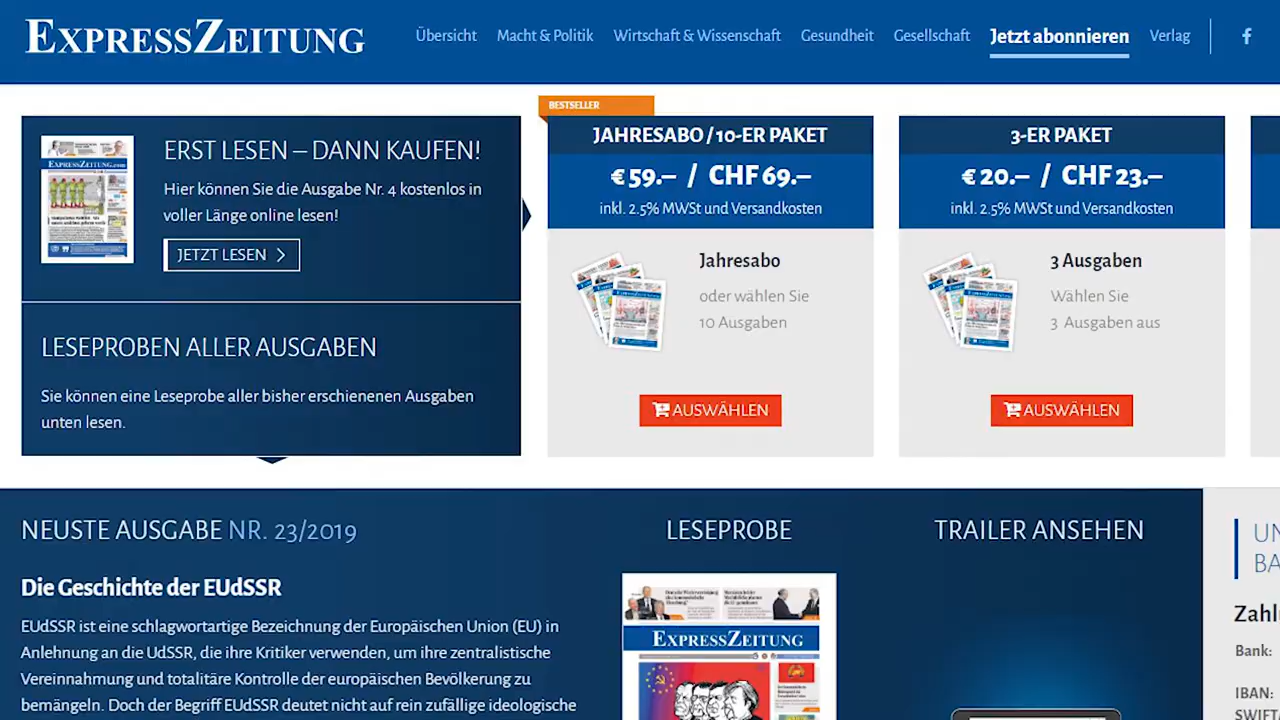 EXPRESSZEITUNG
Übersicht Macht & Politik Wirtschaft & Wissenschaft Gesundheit Gesellschaft Jetzt abonnieren Verlag
BESTSELLER
ERST LESEN – DANN KAUFEN!
Hier können Sie die Ausgabe Nr. 4 kostenlos in
voller Länge online lesen!
JETZT LESEN
LESEPROBEN ALLER AUSGABEN
Sie können eine Leseprobe aller bisher erschienenen Ausgaben
unten lesen.
JAHRESABO / 10-ER PAKET
€ 59.– / CHF 69.–
inkl. 2.5% MWSt und Versandkosten
Jahresabo
oder wählen Sie
10 Ausgaben
AUSWÄHLEN
3-ER PAKET
€ 20.– / CHF 23.–
inkl. 2.5% MWSt und Versandkosten
3 Ausgaben
Wählen Sie
3 Ausgaben aus
AUSWÄHLEN
NEUSTE AUSGABE NR. 23/2019
Die Geschichte der EUdSSR
EUdSSR ist eine schlagwortartige Bezeichnung der Europäischen Union (EU) in
Anlehnung an die UdSSR, die ihre Kritiker verwenden, um ihre zentralistische
Vereinnahmung und totalitäre Kontrolle der europäischen Bevölkerung zu
bemängeln. Doch der Begriff EUdSSR deutet nicht auf rein zufällige ideologische
LESEPROBE
EXPRESSZEITUNG
TRAILER ANSEHEN
UN
BA
Zahlu
Bank:
IBAN:
SWIFT